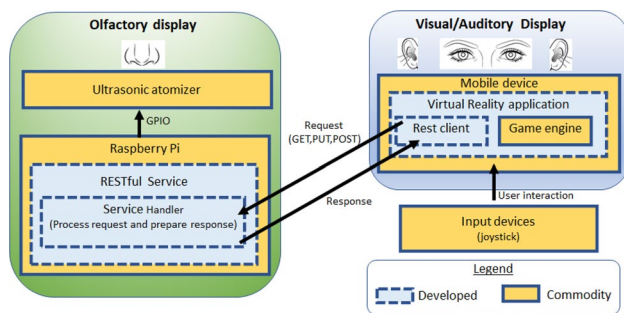 Olfactory display
Ultrasonic atomizer
GPIO
Raspberry Pi
RESTful Service
Service Handler
(Process request and prepare response)
Request
(GET,PUT,POST)
Response
Visual/Auditory Display
Mobile device
Virtual Reality application
Rest client
Game engine
User interaction
Input devices
(joystick)
Legend
Developed
Commodity